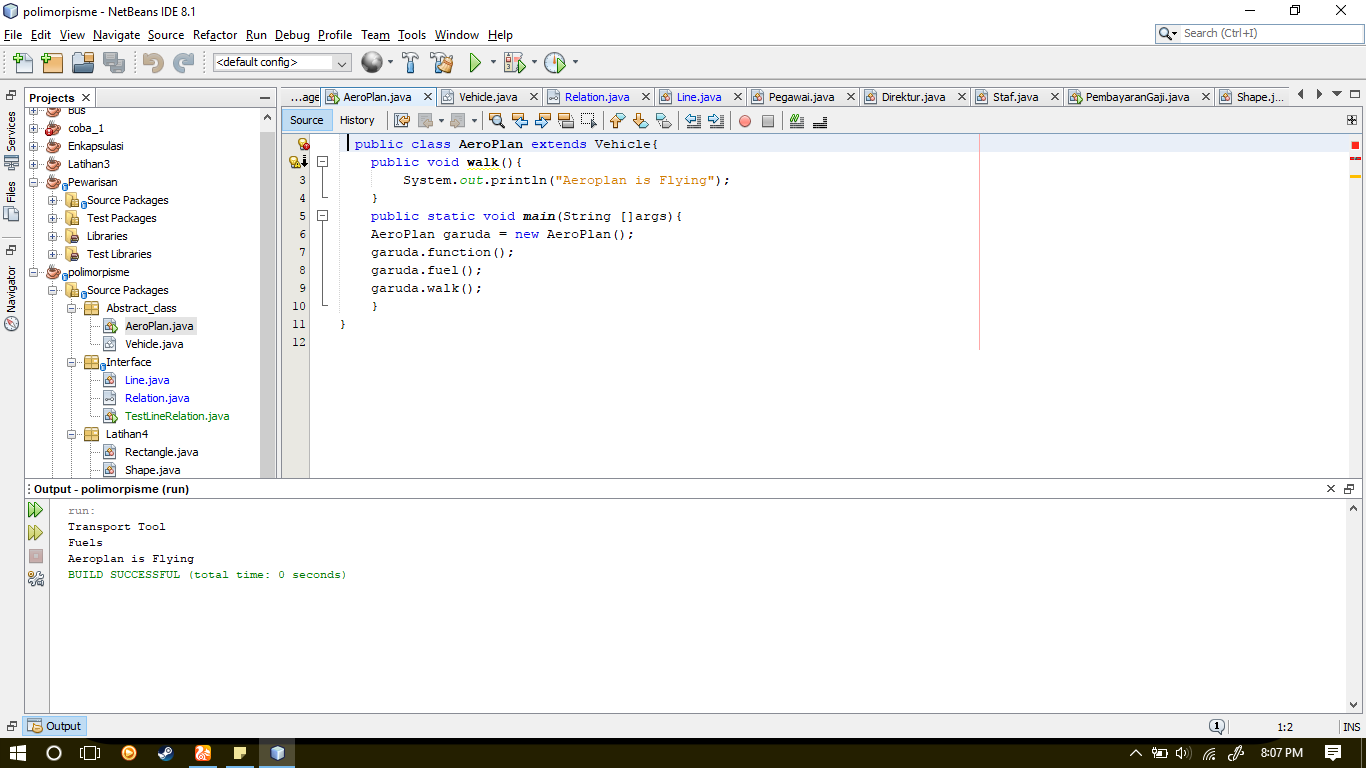 polimorpisme - NetBeans IDE 8.1
File Edit View Navigate Source Refactor Run Debug Profile Team Tools Window Help
Search (Ctrl+I)
<default config>
Projects
...age AeroPlan.java Vehicle.java Relation.java Line.java Pegawai.java Direktur.java Staf.java PembayaranGaji.java Shape.j...
Source History
Services
Files
Navigator
Bus
coba_1
Enkapsulasi
Latihan3
Pewarisan
Source Packages
Test Packages
Libraries
Test Libraries
polimorpisme
Source Packages
Abstract_class
AeroPlan.java
Vehicle.java
Interface
Line.java
Relation.java
TestLineRelation.java
Latihan4
Rectangle.java
Shape.java
public class AeroPlan extends Vehicle{
public void walk(){
3 System.out.println("Aeroplan is Flying");
4 }
5 public static void main(String []args){
6 AeroPlan garuda = new AeroPlan();
7 garuda.function();
8 garuda.fuel();
9 garuda.walk();
10 }
11 }
12
Output - polimorpisme (run)
run:
Transport Tool
Fuels
Aeroplan is Flying
BUILD SUCCESSFUL (total time: 0 seconds)
Output
1
1:2
INS
8:07 PM